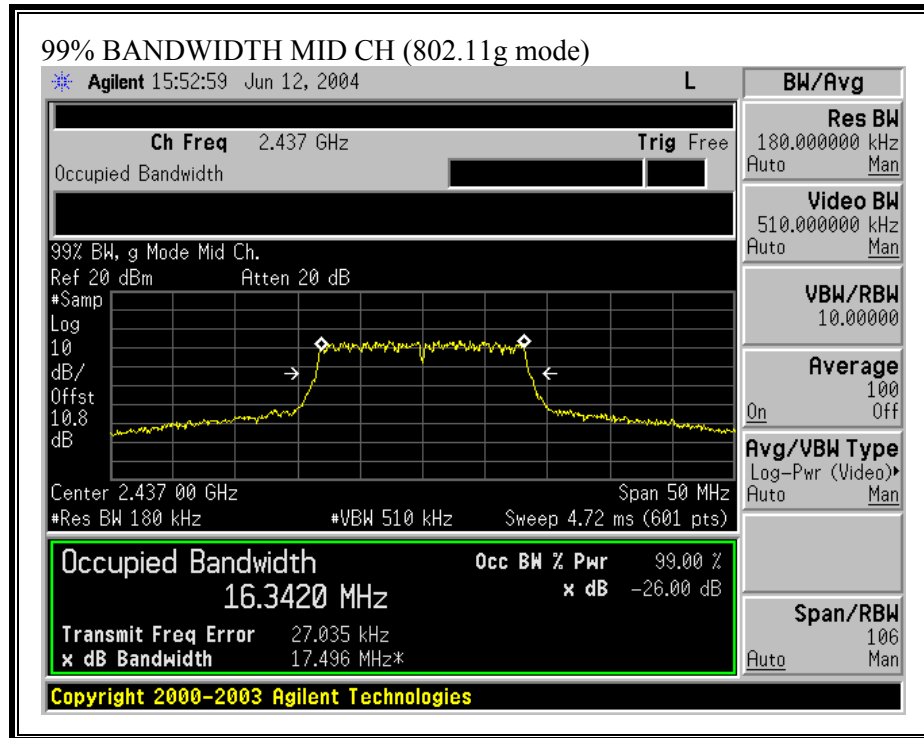 99% BANDWIDTH MID CH (802.11g mode)
Agilent 15:52:59 Jun 12, 2004 L
Ch Freq 2.437 GHz Trig Free
Occupied Bandwidth
99% BW, g Mode Mid Ch.
Ref 20 dBm Atten 20 dB
#Samp
Log
10
dB/
Offst
10.8
dB
Center 2.437 00 GHz Span 50 MHz
#Res BW 180 kHz #VBW 510 kHz Sweep 4.72 ms (601 pts)
Occupied Bandwidth Occ BW % Pwr 99.00 %
16.3420 MHz x dB -26.00 dB
Transmit Freq Error 27.035 kHz
x dB Bandwidth 17.496 MHz*
Copyright 2000-2003 Agilent Technologies
BW/Avg
Res BW
180.000000 kHz
Auto Man
Video BW
510.000000 kHz
Auto Man
VBW/RBW
10.00000
Average
100
On Off
Avg/VBW Type
Log-Pwr (Video)▸
Auto Man
Span/RBW
106
Auto Man